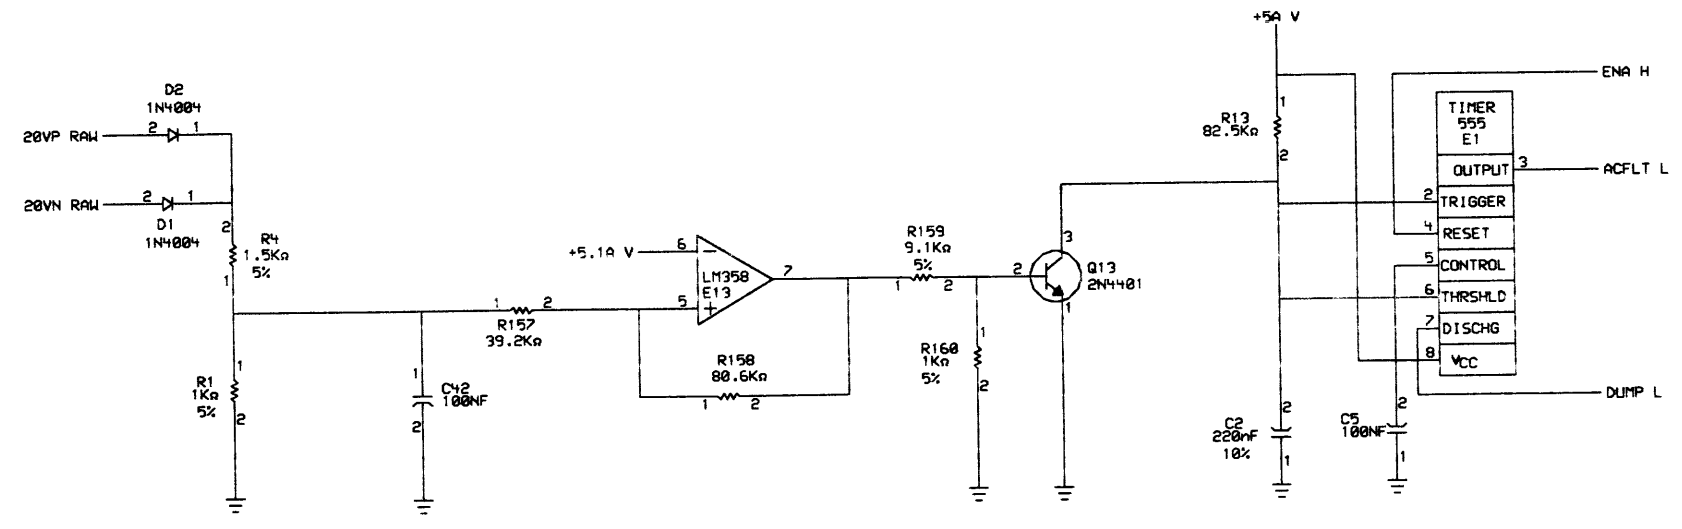 +5A V
D2
1N4004
20VP RAW
2
1
20VN RAW
2
1
D1
1N4004
2
R4
1.5KΩ
5%
1
1
R1
1KΩ
5%
2
1
C42
100NF
2
1
2
R157
39.2KΩ
+5.1A V
6
−
LM358
E13
5
+
7
R158
80.6KΩ
1
2
R159
9.1KΩ
5%
1
2
1
R160
1KΩ
5%
2
2
3
Q13
2N4401
1
1
R13
82.5KΩ
2
ENA H
TIMER
555
E1
OUTPUT
3
ACFLT L
2
TRIGGER
4
RESET
5
CONTROL
6
THRSHLD
7
DISCHG
8
VCC
DUMP L
2
C2
220nF
10%
1
2
C5
100NF
1